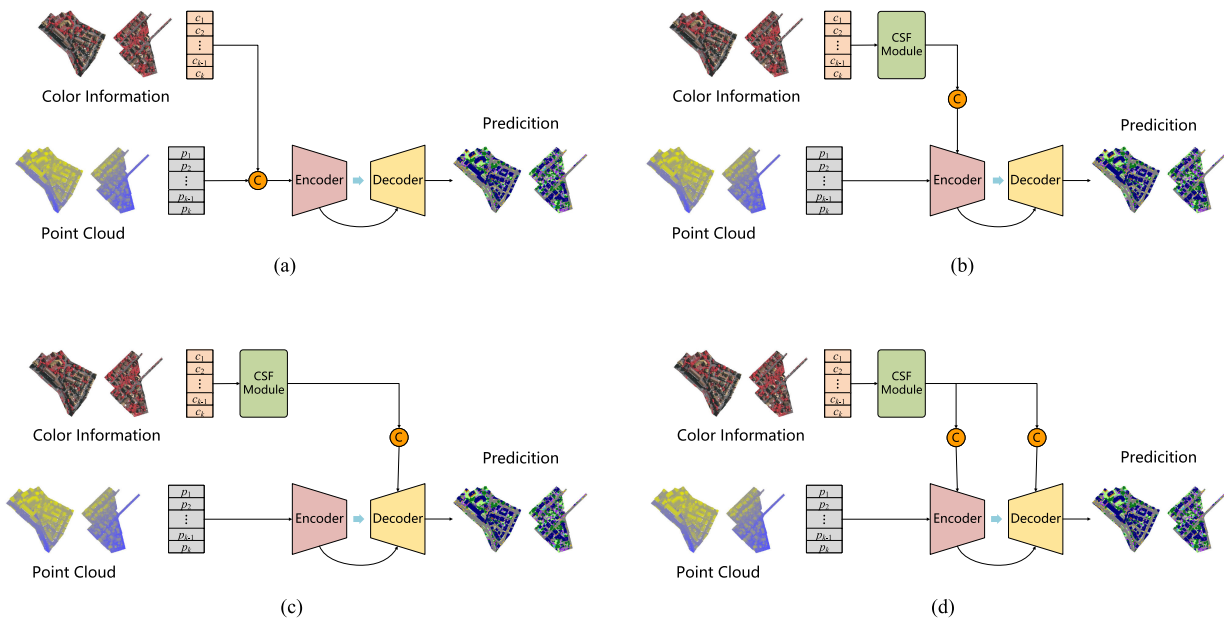 c1
c2
⋮
ck-1
ck
Color Information
p1
p2
⋮
pk-1
pk
C
Encoder
Decoder
Predicition
Point Cloud
(a)
c1
c2
⋮
ck-1
ck
CSF
Module
C
Color Information
p1
p2
⋮
pk-1
pk
Encoder
Decoder
Predicition
Point Cloud
(b)
c1
c2
⋮
ck-1
ck
CSF
Module
C
Color Information
p1
p2
⋮
pk-1
pk
Encoder
Decoder
Predicition
Point Cloud
(c)
c1
c2
⋮
ck-1
ck
CSF
Module
C
C
Color Information
p1
p2
⋮
pk-1
pk
Encoder
Decoder
Predicition
Point Cloud
(d)